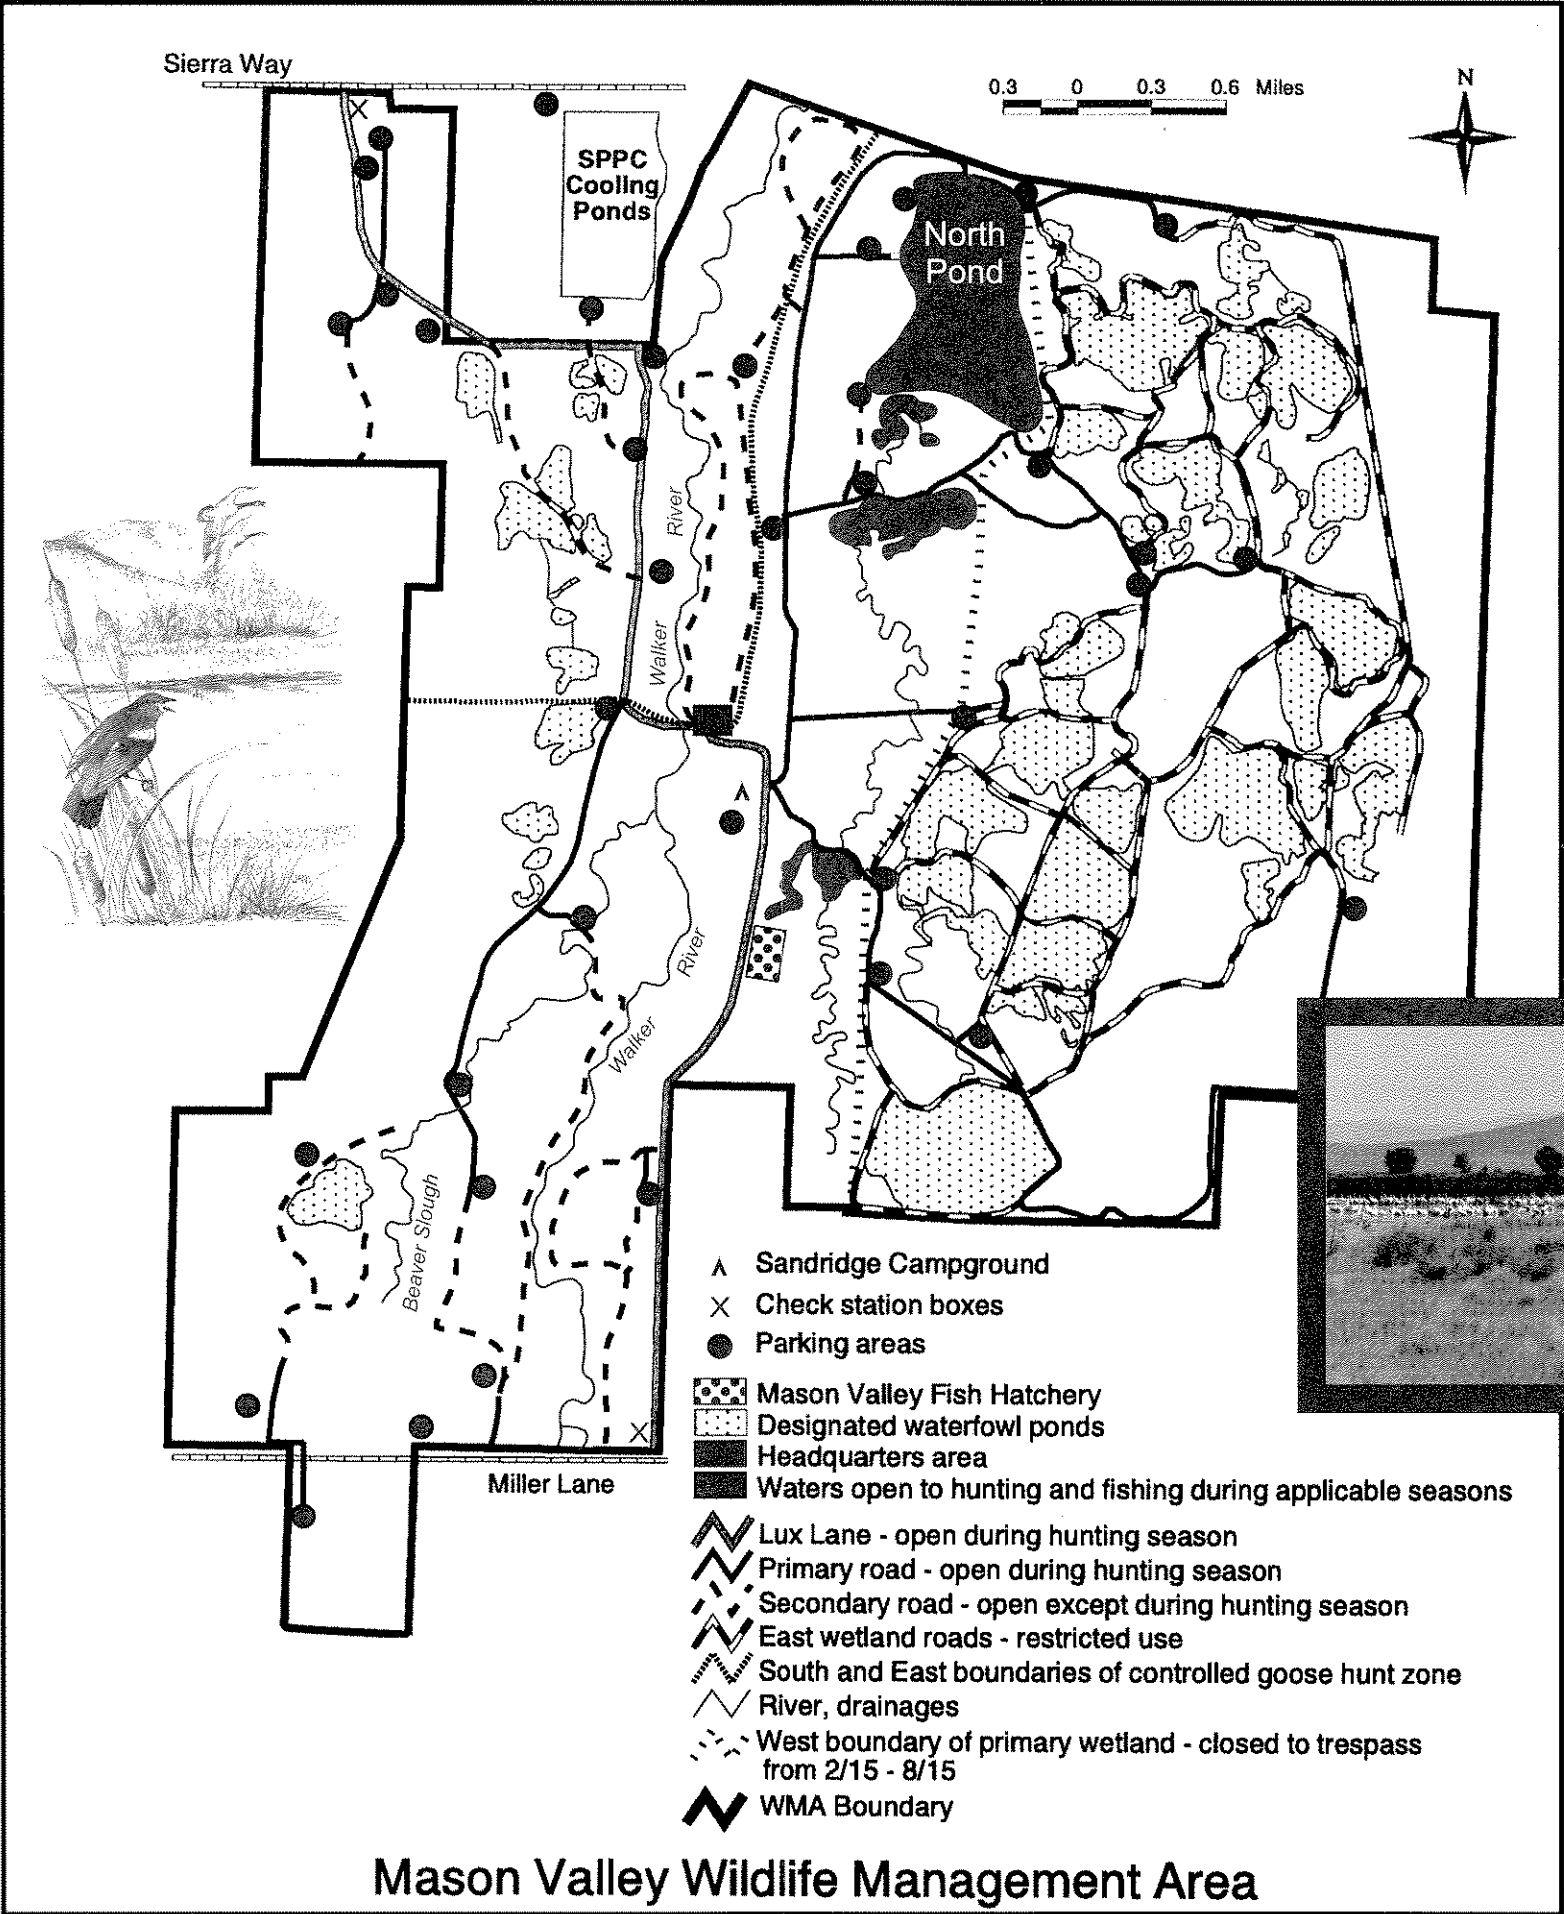 Sierra Way
0.3 0 0.3 0.6 Miles
N
SPPC
Cooling
Ponds
North
Pond
River
Walker
River
Walker
Beaver Slough
Miller Lane
Sandridge Campground
Check station boxes
Parking areas
Mason Valley Fish Hatchery
Designated waterfowl ponds
Headquarters area
Waters open to hunting and fishing during applicable seasons
Lux Lane - open during hunting season
Primary road - open during hunting season
Secondary road - open except during hunting season
East wetland roads - restricted use
South and East boundaries of controlled goose hunt zone
River, drainages
West boundary of primary wetland - closed to trespass
from 2/15 - 8/15
WMA Boundary
Mason Valley Wildlife Management Area